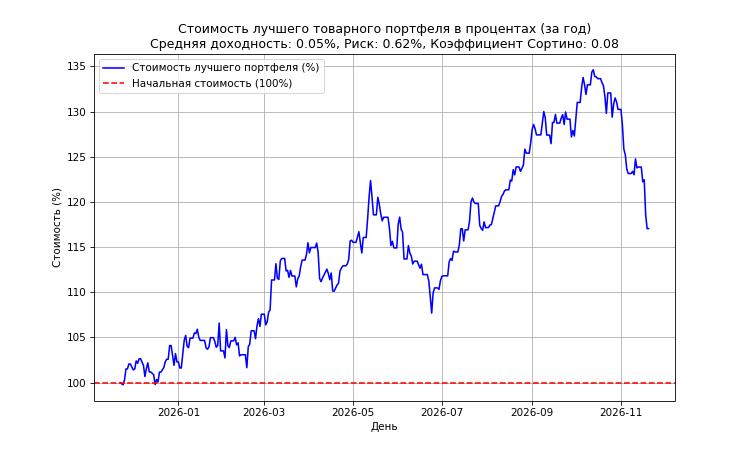 Стоимость лучшего товарного портфеля в процентах (за год)
Средняя доходность: 0.05%, Риск: 0.62%, Коэффициент Сортино: 0.08
Стоимость лучшего портфеля (%)
Начальная стоимость (100%)
Стоимость (%)
135
130
125
120
115
110
105
100
2026-01
2026-03
2026-05
2026-07
2026-09
2026-11
День